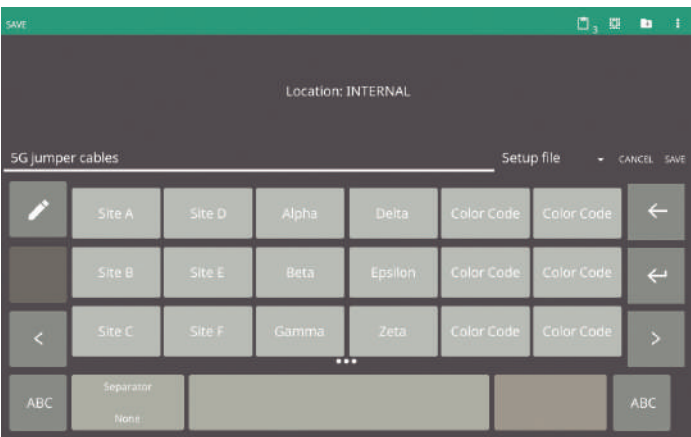 SAVE
3
Location: INTERNAL
5G jumper cables Setup file CANCEL SAVE
Site A Site D Alpha Delta Color Code Color Code
Site B Site E Beta Epsilon Color Code Color Code
Site C Site F Gamma Zeta Color Code Color Code
ABC Separator ABC
None